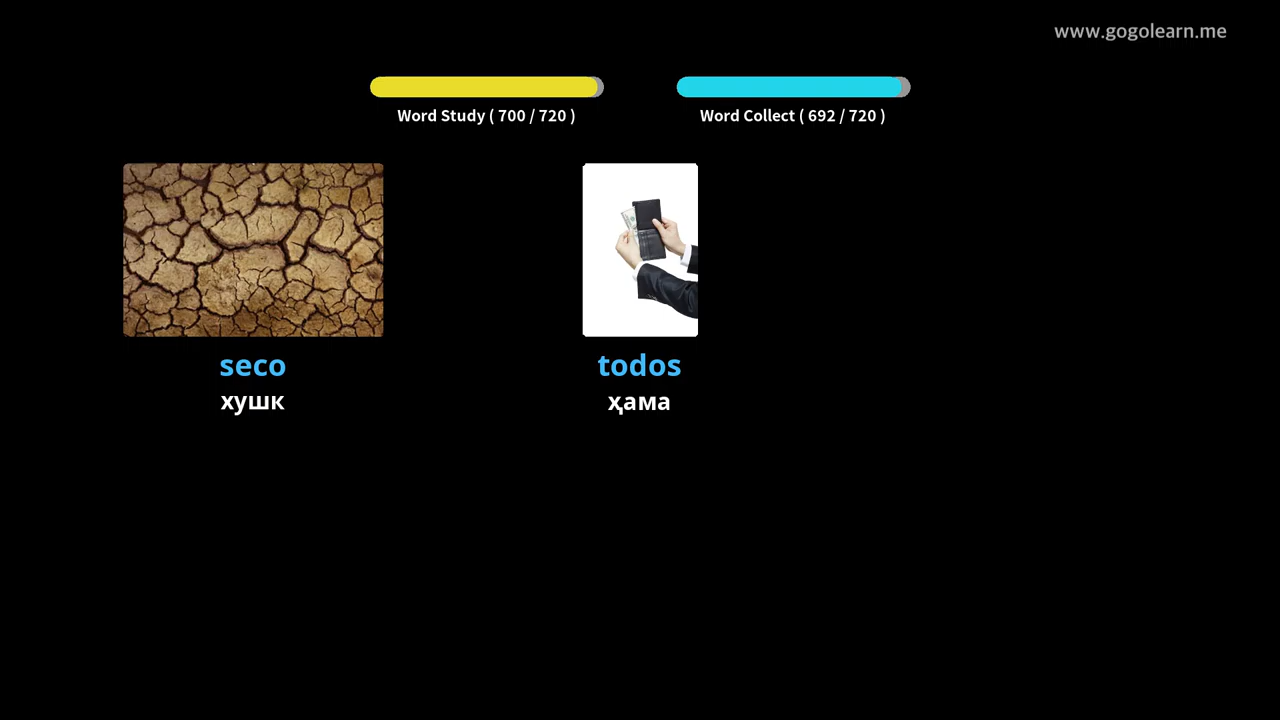 www.gogolearn.me
Word Study ( 700 / 720 )
Word Collect ( 692 / 720 )
seco
хушк
todos
ҳама